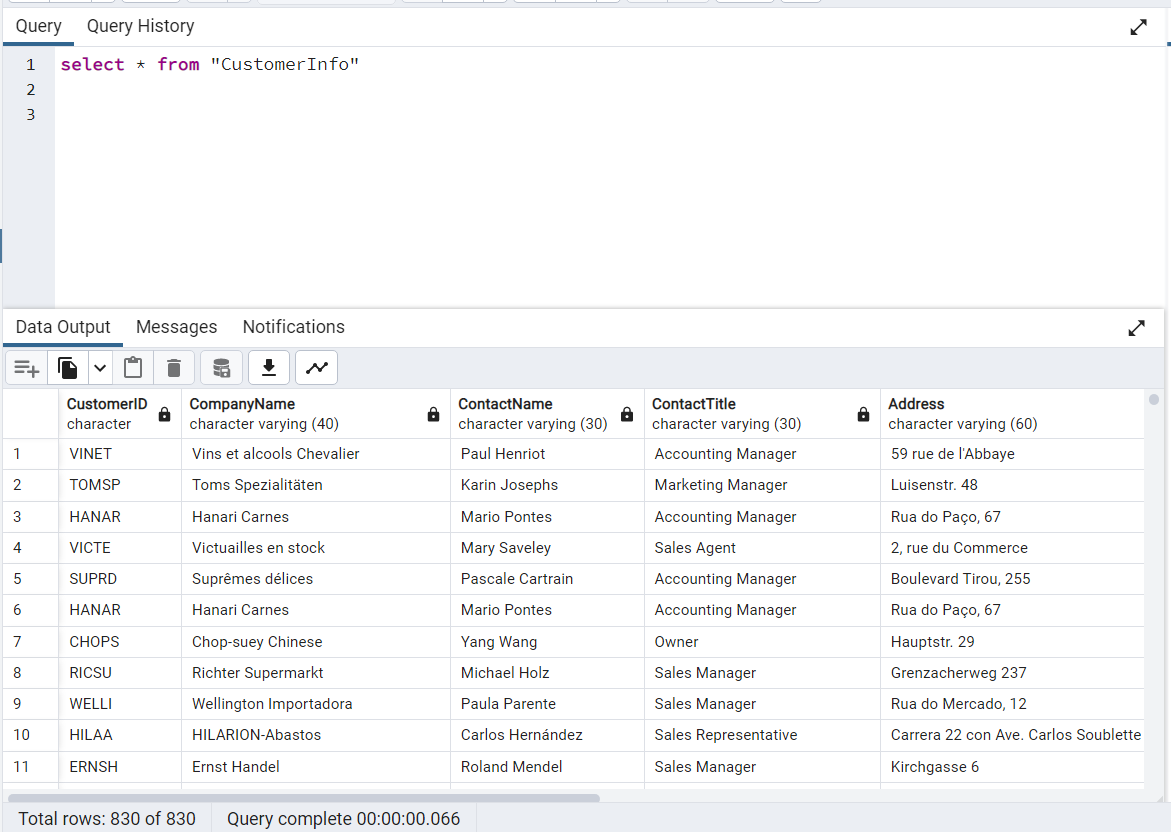 Query Query History
1 select * from "CustomerInfo"
2
3
Data Output Messages Notifications
CustomerID CompanyName ContactName ContactTitle Address
character character varying (40) character varying (30) character varying (30) character varying (60)
1 VINET Vins et alcools Chevalier Paul Henriot Accounting Manager 59 rue de l'Abbaye
2 TOMSP Toms Spezialitäten Karin Josephs Marketing Manager Luisenstr. 48
3 HANAR Hanari Carnes Mario Pontes Accounting Manager Rua do Paço, 67
4 VICTE Victuailles en stock Mary Saveley Sales Agent 2, rue du Commerce
5 SUPRD Suprêmes délices Pascale Cartrain Accounting Manager Boulevard Tirou, 255
6 HANAR Hanari Carnes Mario Pontes Accounting Manager Rua do Paço, 67
7 CHOPS Chop-suey Chinese Yang Wang Owner Hauptstr. 29
8 RICSU Richter Supermarkt Michael Holz Sales Manager Grenzacherweg 237
9 WELLI Wellington Importadora Paula Parente Sales Manager Rua do Mercado, 12
10 HILAA HILARION-Abastos Carlos Hernández Sales Representative Carrera 22 con Ave. Carlos Soublette
11 ERNSH Ernst Handel Roland Mendel Sales Manager Kirchgasse 6
Total rows: 830 of 830 Query complete 00:00:00.066